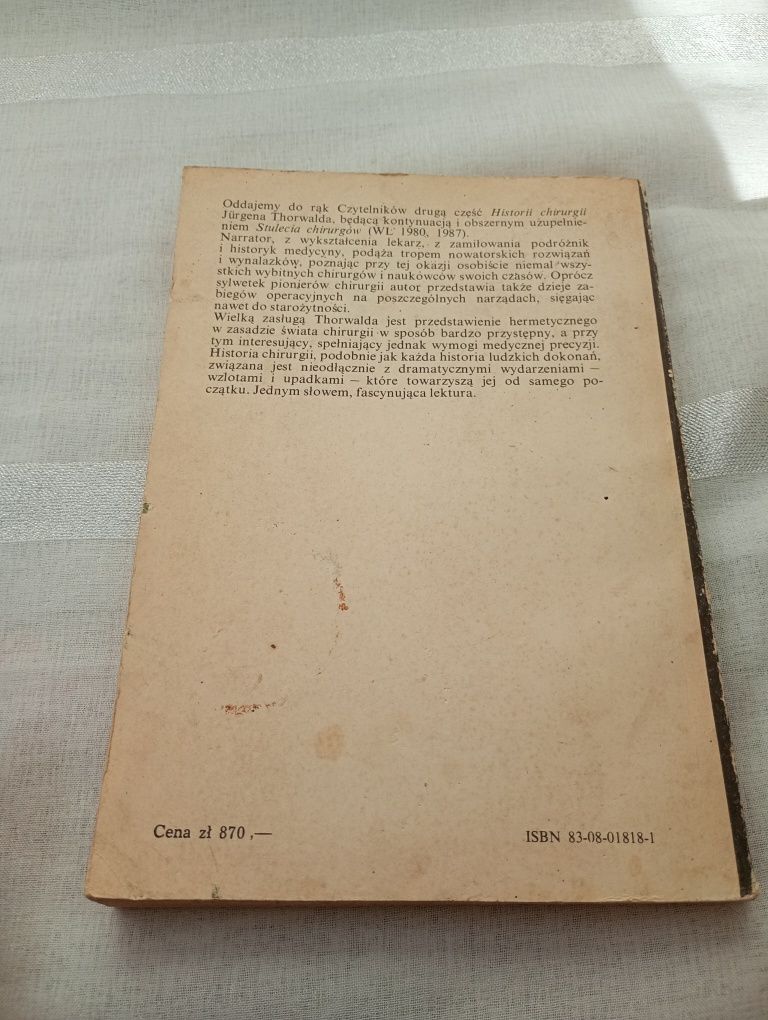 Oddajemy do rąk Czytelników drugą część Historii chirurgii
Jürgena Thorwalda, będącą kontynuacją i obszernym uzupełnie-
niem Stulecia chirurgów (WŁ 1980, 1987).
Narrator, z wykształcenia lekarz, z zamiłowania podróżnik
i historyk medycyny, podąża tropem nowatorskich rozwiązań
i wynalazków, poznając przy tej okazji osobiście niemal wszy-
stkich wybitnych chirurgów i naukowców swoich czasów. Oprócz
sylwetek pionierów chirurgii autor przedstawia także dzieje za-
biegów operacyjnych na poszczególnych narządach, sięgając
nawet do starożytności.
Wielką zasługą Thorwalda jest przedstawienie hermetycznego
w zasadzie świata chirurgii w sposób bardzo przystępny, a przy
tym interesujący, spełniający jednak wymogi medycznej precyzji.
Historia chirurgii, podobnie jak każda historia ludzkich dokonań,
związana jest nieodłącznie z dramatycznymi wydarzeniami —
wzlotami i upadkami — które towarzyszą jej od samego po-
czątku. Jednym słowem, fascynująca lektura.
Cena zł 870,—
ISBN 83-08-01818-1